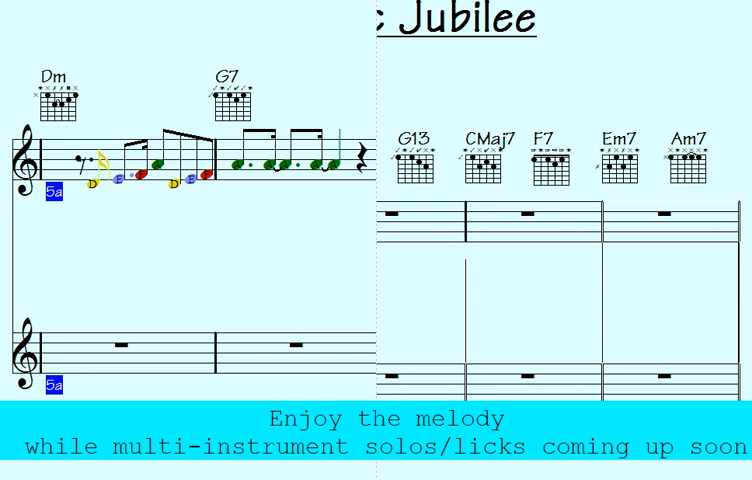 c Jubilee
Dm G7
G13 CMaj7 F7 Em7 Am7
D E E A D E F A A A A A
5a
5a
Enjoy the melody
while multi-instrument solos/licks coming up soon